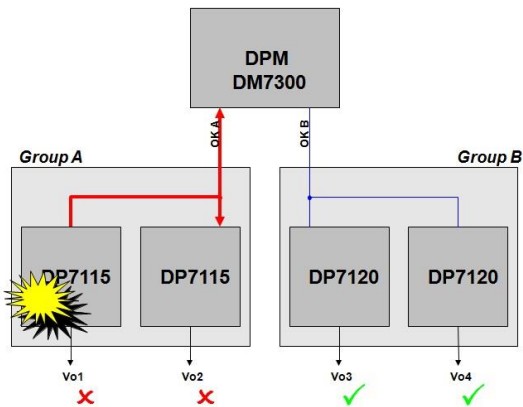 DPM
DM7300
OK A
OK B
Group A
Group B
DP7115
DP7115
DP7120
DP7120
Vo1
Vo2
Vo3
Vo4